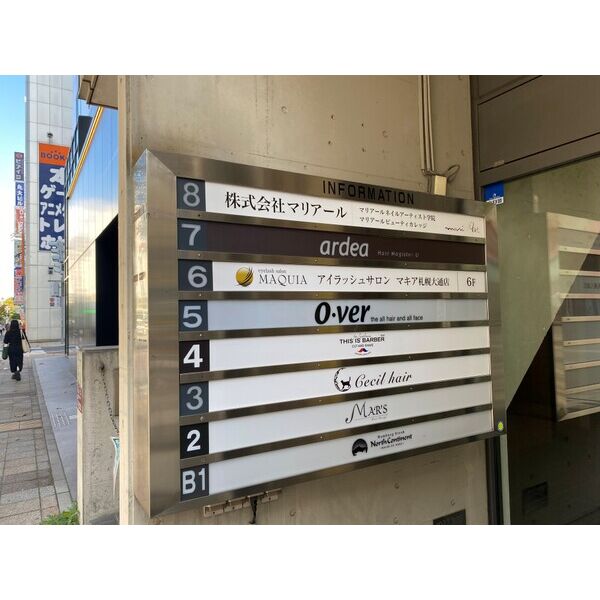 INFORMATION
8 株式会社マリアール マリアールネイルアーティスト学院
マリアールビューティカレッジ
7 ardea Hair Magister U
6 eyelash salon
MAQUIA アイラッシュサロン マキア札幌大通店 6F
5 O·ver the all hair and all face
4 THIS IS BARBER
3 Cecil hair
2 MAR'S
B1 Hamburg Steak
North Continent
BOOK